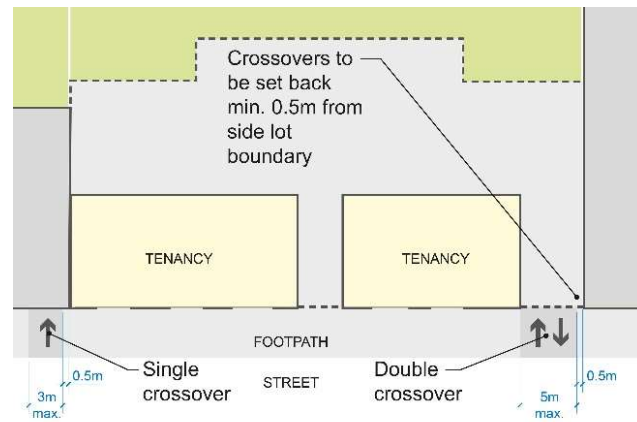 Crossovers to
be set back
min. 0.5m from
side lot
boundary
TENANCY
TENANCY
FOOTPATH
Single
crossover
STREET
Double
crossover
0.5m
3m
max.
5m
max.
0.5m